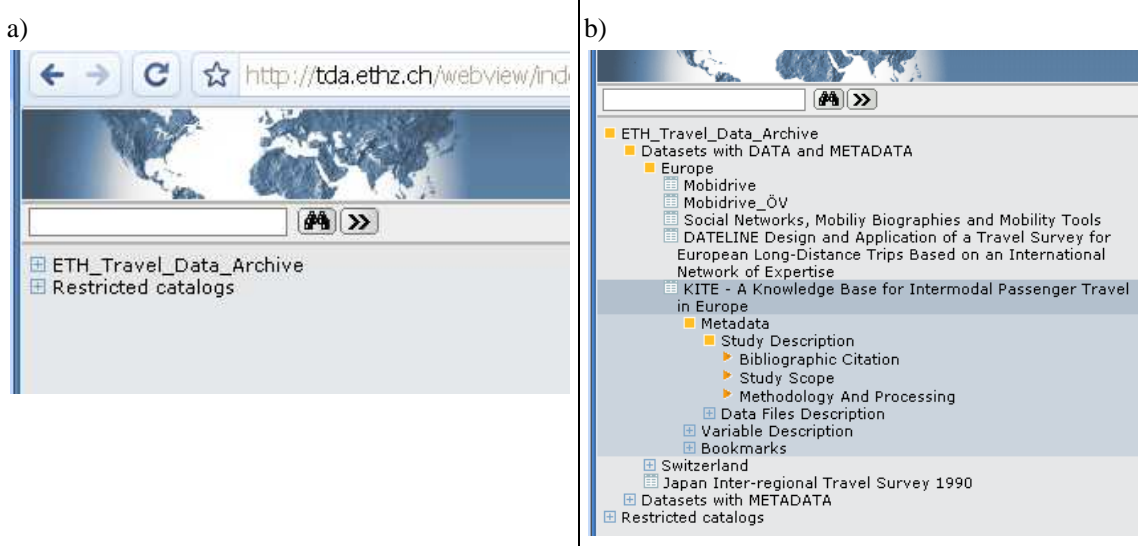 a)
http://tda.ethz.ch/webview/ind
ETH_Travel_Data_Archive
Restricted catalogs
b)
ETH_Travel_Data_Archive
Datasets with DATA and METADATA
Europe
Mobidrive
Mobidrive_ÖV
Social Networks, Mobiliy Biographies and Mobility Tools
DATELINE Design and Application of a Travel Survey for
European Long-Distance Trips Based on an International
Network of Expertise
KITE - A Knowledge Base for Intermodal Passenger Travel
in Europe
Metadata
Study Description
Bibliographic Citation
Study Scope
Methodology And Processing
Data Files Description
Variable Description
Bookmarks
Switzerland
Japan Inter-regional Travel Survey 1990
Datasets with METADATA
Restricted catalogs